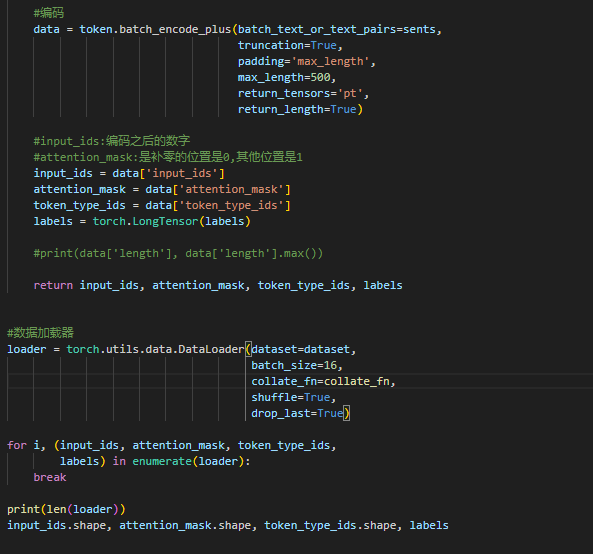 #编码
data = token.batch_encode_plus(batch_text_or_text_pairs=sents,
truncation=True,
padding='max_length',
max_length=500,
return_tensors='pt',
return_length=True)
#input_ids:编码之后的数字
#attention_mask:是补零的位置是0,其他位置是1
input_ids = data['input_ids']
attention_mask = data['attention_mask']
token_type_ids = data['token_type_ids']
labels = torch.LongTensor(labels)
#print(data['length'], data['length'].max())
return input_ids, attention_mask, token_type_ids, labels
#数据加载器
loader = torch.utils.data.DataLoader(dataset=dataset,
batch_size=16,
collate_fn=collate_fn,
shuffle=True,
drop_last=True)
for i, (input_ids, attention_mask, token_type_ids,
labels) in enumerate(loader):
break
print(len(loader))
input_ids.shape, attention_mask.shape, token_type_ids.shape, labels